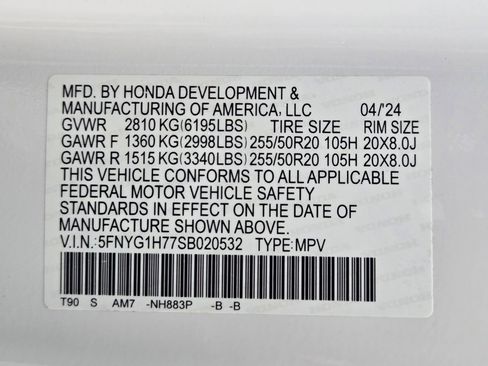 MFD. BY HONDA DEVELOPMENT &
MANUFACTURING OF AMERICA, LLC 04/'24
GVWR 2810 KG(6195LBS) TIRE SIZE RIM SIZE
GAWR F 1360 KG(2998LBS) 255/50R20 105H 20X8.0J
GAWR R 1515 KG(3340LBS) 255/50R20 105H 20X8.0J
THIS VEHICLE CONFORMS TO ALL APPLICABLE
FEDERAL MOTOR VEHICLE SAFETY
STANDARDS IN EFFECT ON THE DATE OF
MANUFACTURE SHOWN ABOVE.
V.I.N.:5FNYG1H77SB020532 TYPE:MPV
T90 S AM7 -NH883P -B -B